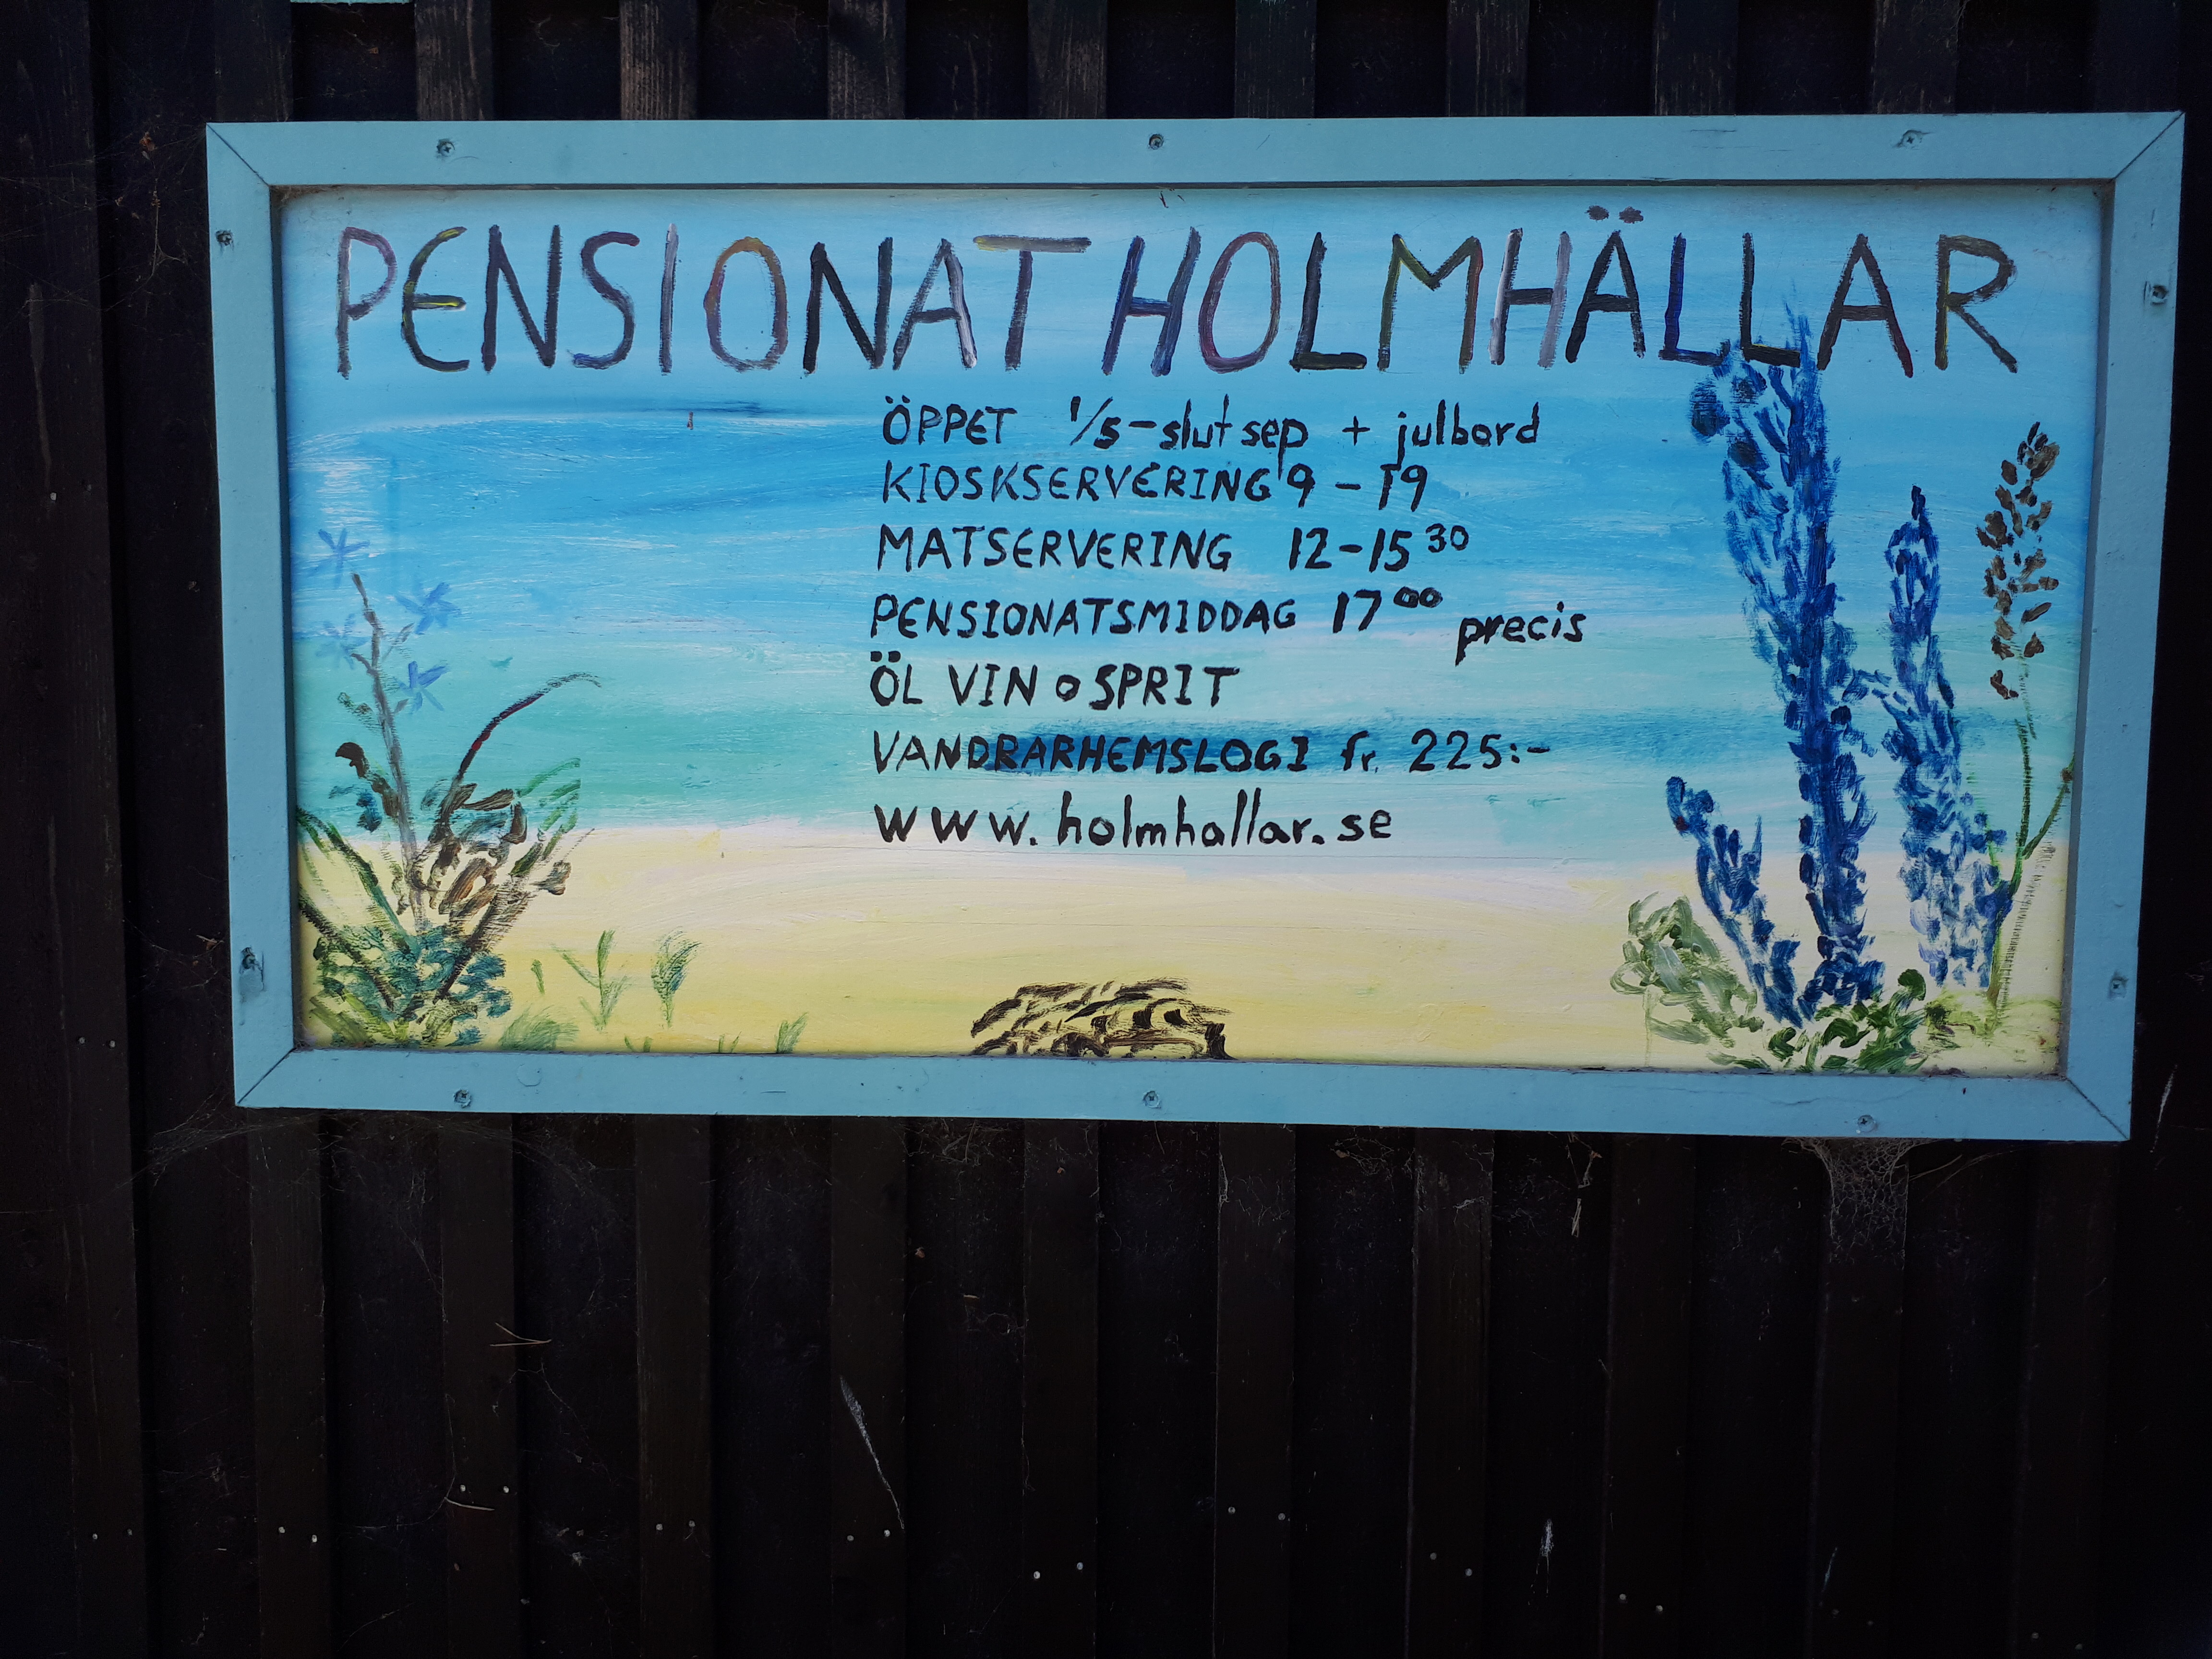 PENSIONAT HOLMHÄLLAR
ÖPPET 1/5-slut sep + julbord
KIOSKSERVERING 9 - 19
MATSERVERING 12-15 30
PENSIONATSMIDDAG 17 00 precis
ÖL VIN o SPRIT
VANDRARHEMSLOGI fr. 225:-
www.holmhallar.se